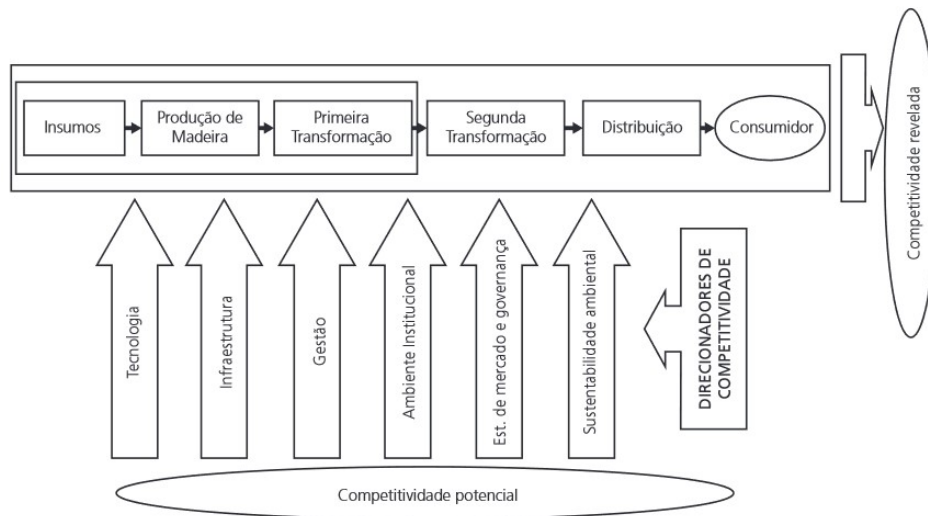 Insumos
Produção de
Madeira
Primeira
Transformação
Segunda
Transformação
Distribuição
Consumidor
Competitividade revelada
Tecnologia
Infraestrutura
Gestão
Ambiente Institucional
Est. de mercado e governança
Sustentabilidade ambiental
DIRECIONADORES DE
COMPETITIVIDADE
Competitividade potencial